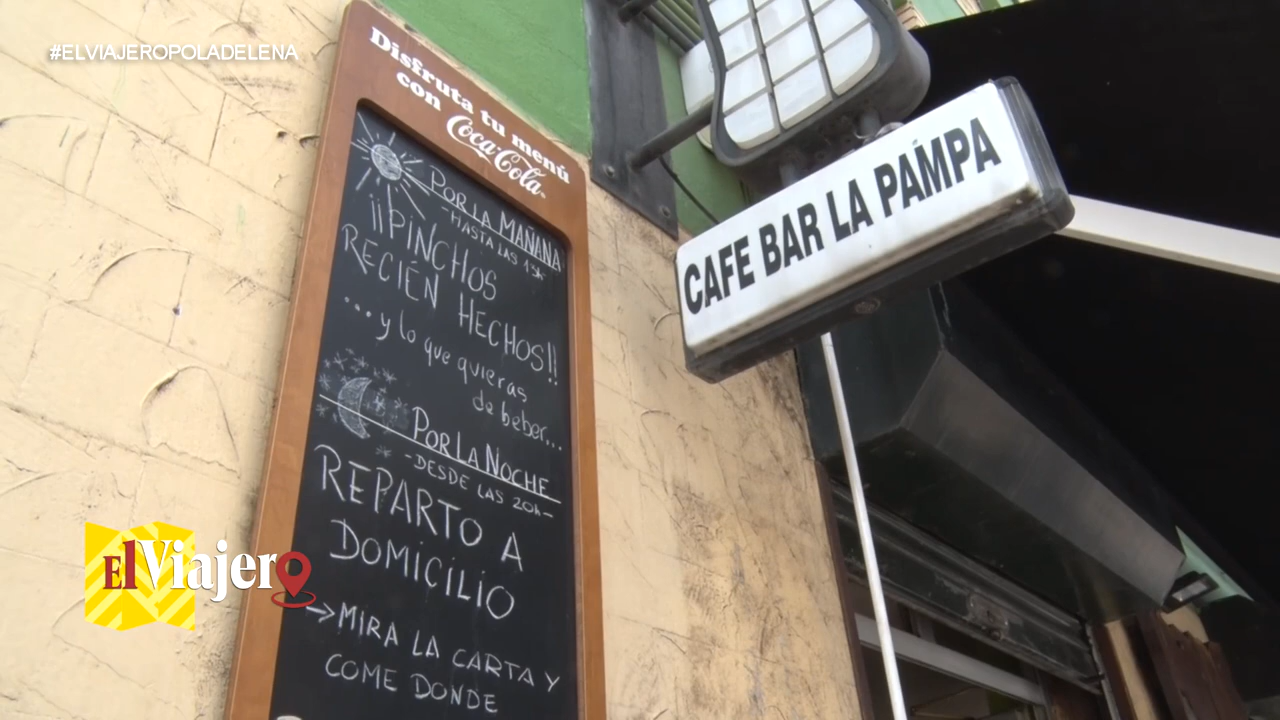 #ELVIAJEROPOLADELENA
Disfruta tu menú
con Coca-Cola
POR LA MAÑANA
-HASTA LAS 13h-
¡¡PINCHOS
RECIÉN HECHOS!!
...y lo que quieras
de beber...
POR LA NOCHE
-DESDE LAS 20h-
REPARTO A
DOMICILIO
→MIRA LA CARTA Y
COME DONDE
CAFE BAR LA PAMPA
El Viajero